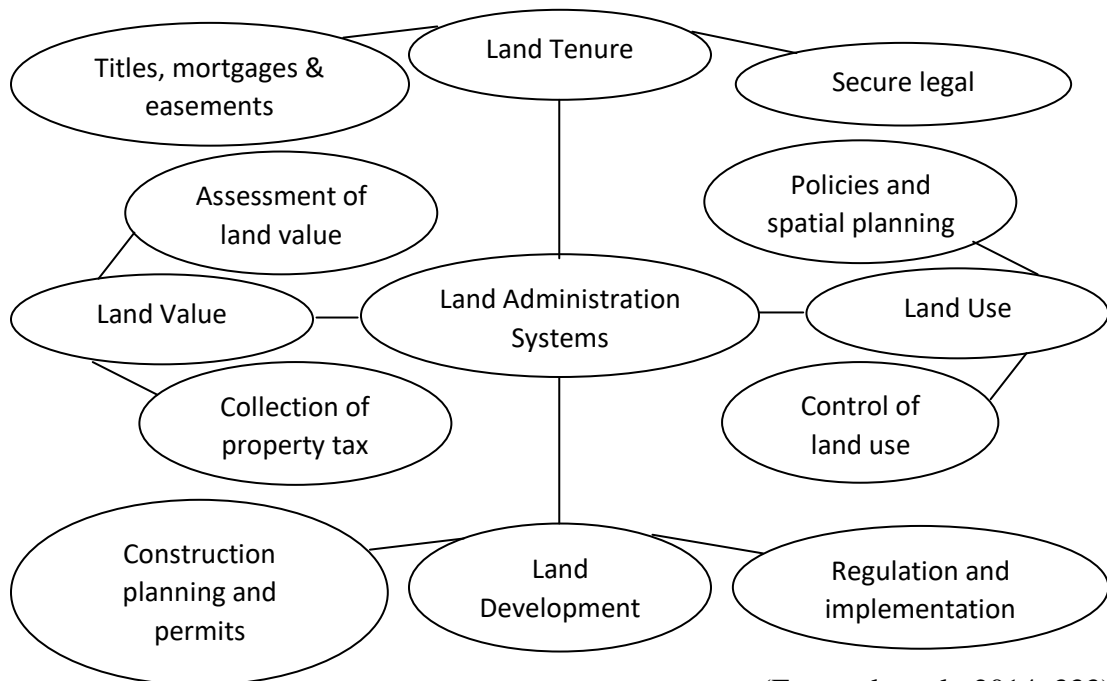 Titles, mortgages &
easements
Land Tenure
Secure legal
Assessment of
land value
Policies and
spatial planning
Land Value
Land Administration
Systems
Land Use
Collection of
property tax
Control of
land use
Construction
planning and
permits
Land
Development
Regulation and
implementation